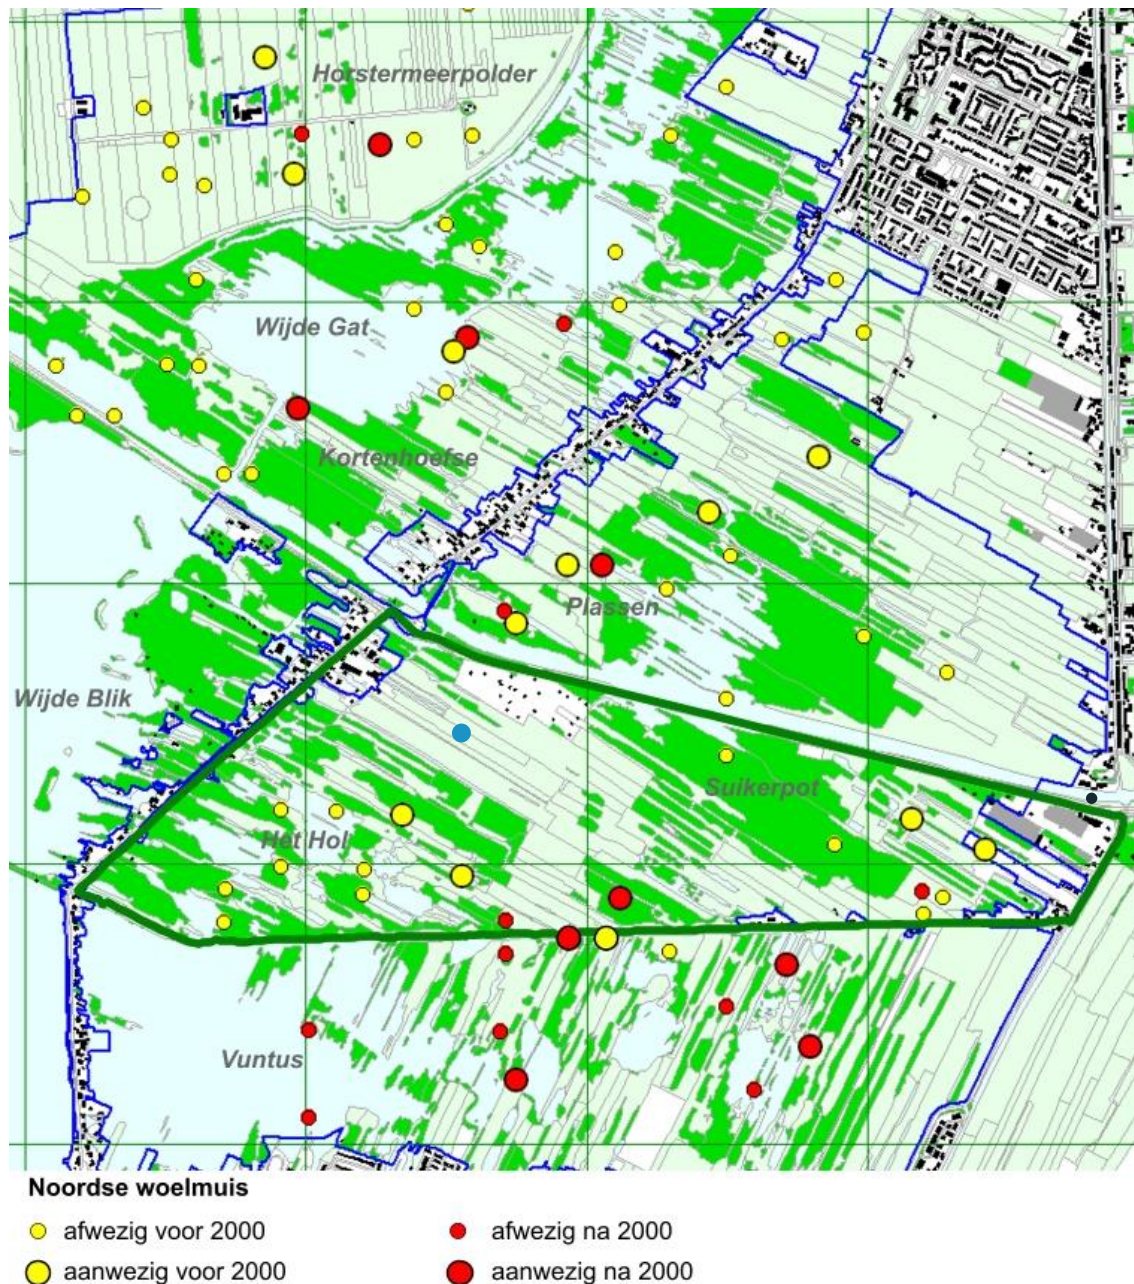 Horstermeerpolder
Wijde Gat
Kortenhoefse
Plassen
Wijde Blik
Suikerpot
Het Hol
Vuntus
Noordse woelmuis
afwezig voor 2000
afwezig na 2000
aanwezig voor 2000
aanwezig na 2000